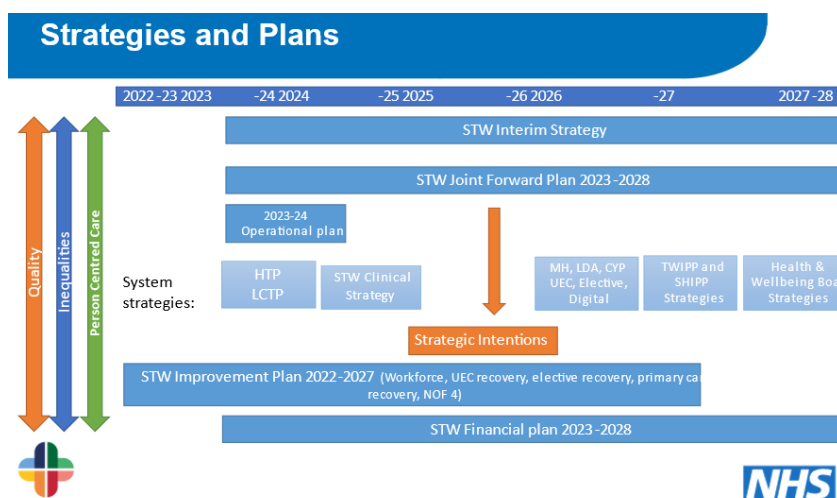 Strategies and Plans
2022-23 2023 -24 2024 -25 2025 -26 2026 -27 2027-28
STW Interim Strategy
STW Joint Forward Plan 2023-2028
2023-24
Operational plan
Quality
Inequalities
Person Centred Care
System
strategies:
HTP
LCTP
STW Clinical
Strategy
MH, LDA, CYP
UEC, Elective,
Digital
TWIPP and
SHIPP
Strategies
Health &
Wellbeing Boa
Strategies
Strategic Intentions
STW Improvement Plan 2022-2027 (Workforce, UEC recovery, elective recovery, primary ca
recovery, NOF 4)
STW Financial plan 2023-2028
NHS